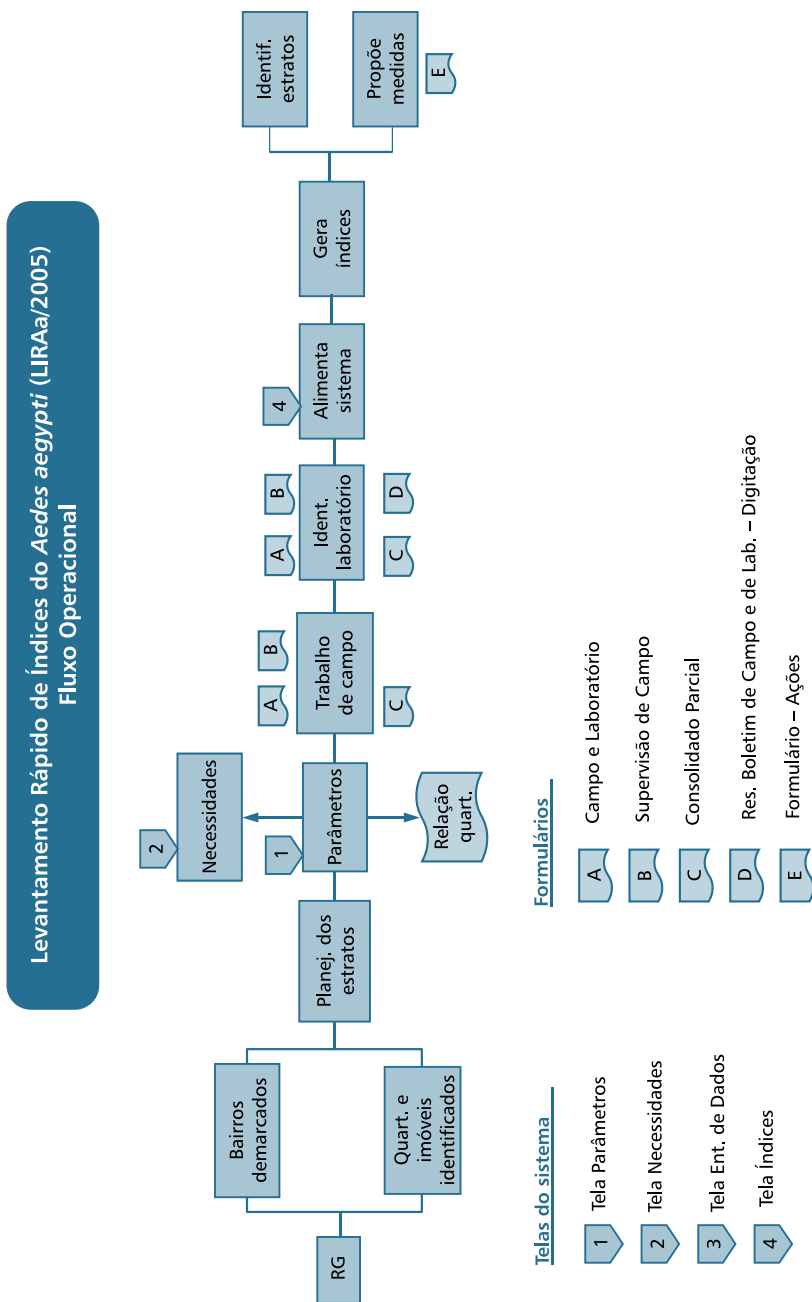 Levantamento Rápido de Índices do Aedes aegypti (LIRAa/2005)
Fluxo Operacional
RG
Bairros
demarcados
Quart. e
imóveis
identificados
Planej. dos
estratos
2
Necessidades
1
Parâmetros
Relação
quart.
A
B
Trabalho
de campo
C
A
B
Ident.
laboratório
C
D
4
Alimenta
sistema
Gera
índices
Identif.
estratos
Propõe
medidas
E
Telas do sistema
1 Tela Parâmetros
2 Tela Necessidades
3 Tela Ent. de Dados
4 Tela Índices
Formulários
A Campo e Laboratório
B Supervisão de Campo
C Consolidado Parcial
D Res. Boletim de Campo e de Lab. – Digitação
E Formulário – Ações